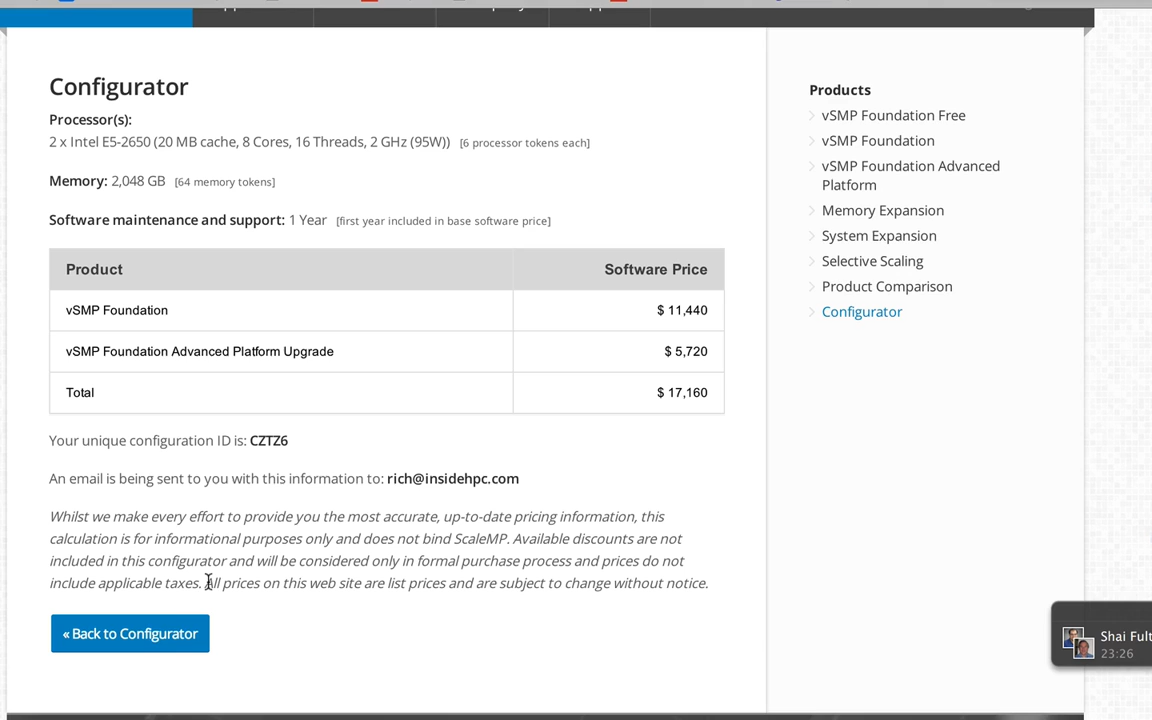 Configurator
Processor(s):
2 x Intel E5-2650 (20 MB cache, 8 Cores, 16 Threads, 2 GHz (95W)) [6 processor tokens each]
Memory: 2,048 GB [64 memory tokens]
Software maintenance and support: 1 Year [first year included in base software price]
Product Software Price
vSMP Foundation $ 11,440
vSMP Foundation Advanced Platform Upgrade $ 5,720
Total $ 17,160
Your unique configuration ID is: CZTZ6
An email is being sent to you with this information to: rich@insidehpc.com
Whilst we make every effort to provide you the most accurate, up-to-date pricing information, this
calculation is for informational purposes only and does not bind ScaleMP. Available discounts are not
included in this configurator and will be considered only in formal purchase process and prices do not
include applicable taxes. All prices on this web site are list prices and are subject to change without notice.
« Back to Configurator
Products
vSMP Foundation Free
vSMP Foundation
vSMP Foundation Advanced
Platform
Memory Expansion
System Expansion
Selective Scaling
Product Comparison
Configurator
Shai Fult
23:26